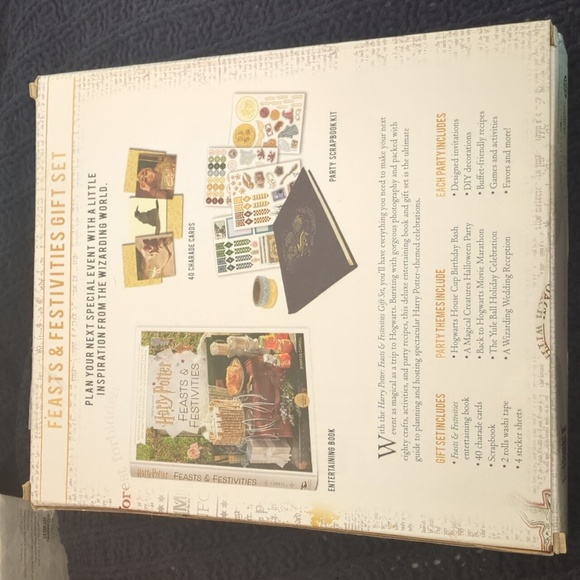 FEASTS & FESTIVITIES GIFT SET
PLAN YOUR NEXT SPECIAL EVENT WITH A LITTLE
INSPIRATION FROM THE WIZARDING WORLD.
Harry Potter
FEASTS &
FESTIVITIES
Harry Potter
FEASTS & FESTIVITIES
ENTERTAINING BOOK
40 CHARADE CARDS
PARTY SCRAPBOOK KIT
With the Harry Potter: Feasts & Festivities Gift Set, you'll have everything you need to make your next
event as magical as a trip to Hogwarts. Bursting with gorgeous photography and packed with
eighty crafts, activities, and party recipes, this deluxe entertaining book and gift set is the ultimate
guide to planning and hosting spectacular Harry Potter–themed celebrations.
GIFT SET INCLUDES
• Feasts & Festivities
entertaining book
• 40 charade cards
• Scrapbook
• 2 rolls washi tape
• 4 sticker sheets
PARTY THEMES INCLUDE
• Hogwarts House Cup Birthday Bash
• A Magical Creatures Halloween Party
• Back to Hogwarts Movie Marathon
• The Yule Ball Holiday Celebration
• A Wizarding Wedding Reception
EACH PARTY INCLUDES
• Designed invitations
• DIY decorations
• Buffet-friendly recipes
• Games and activities
• Favors and more!